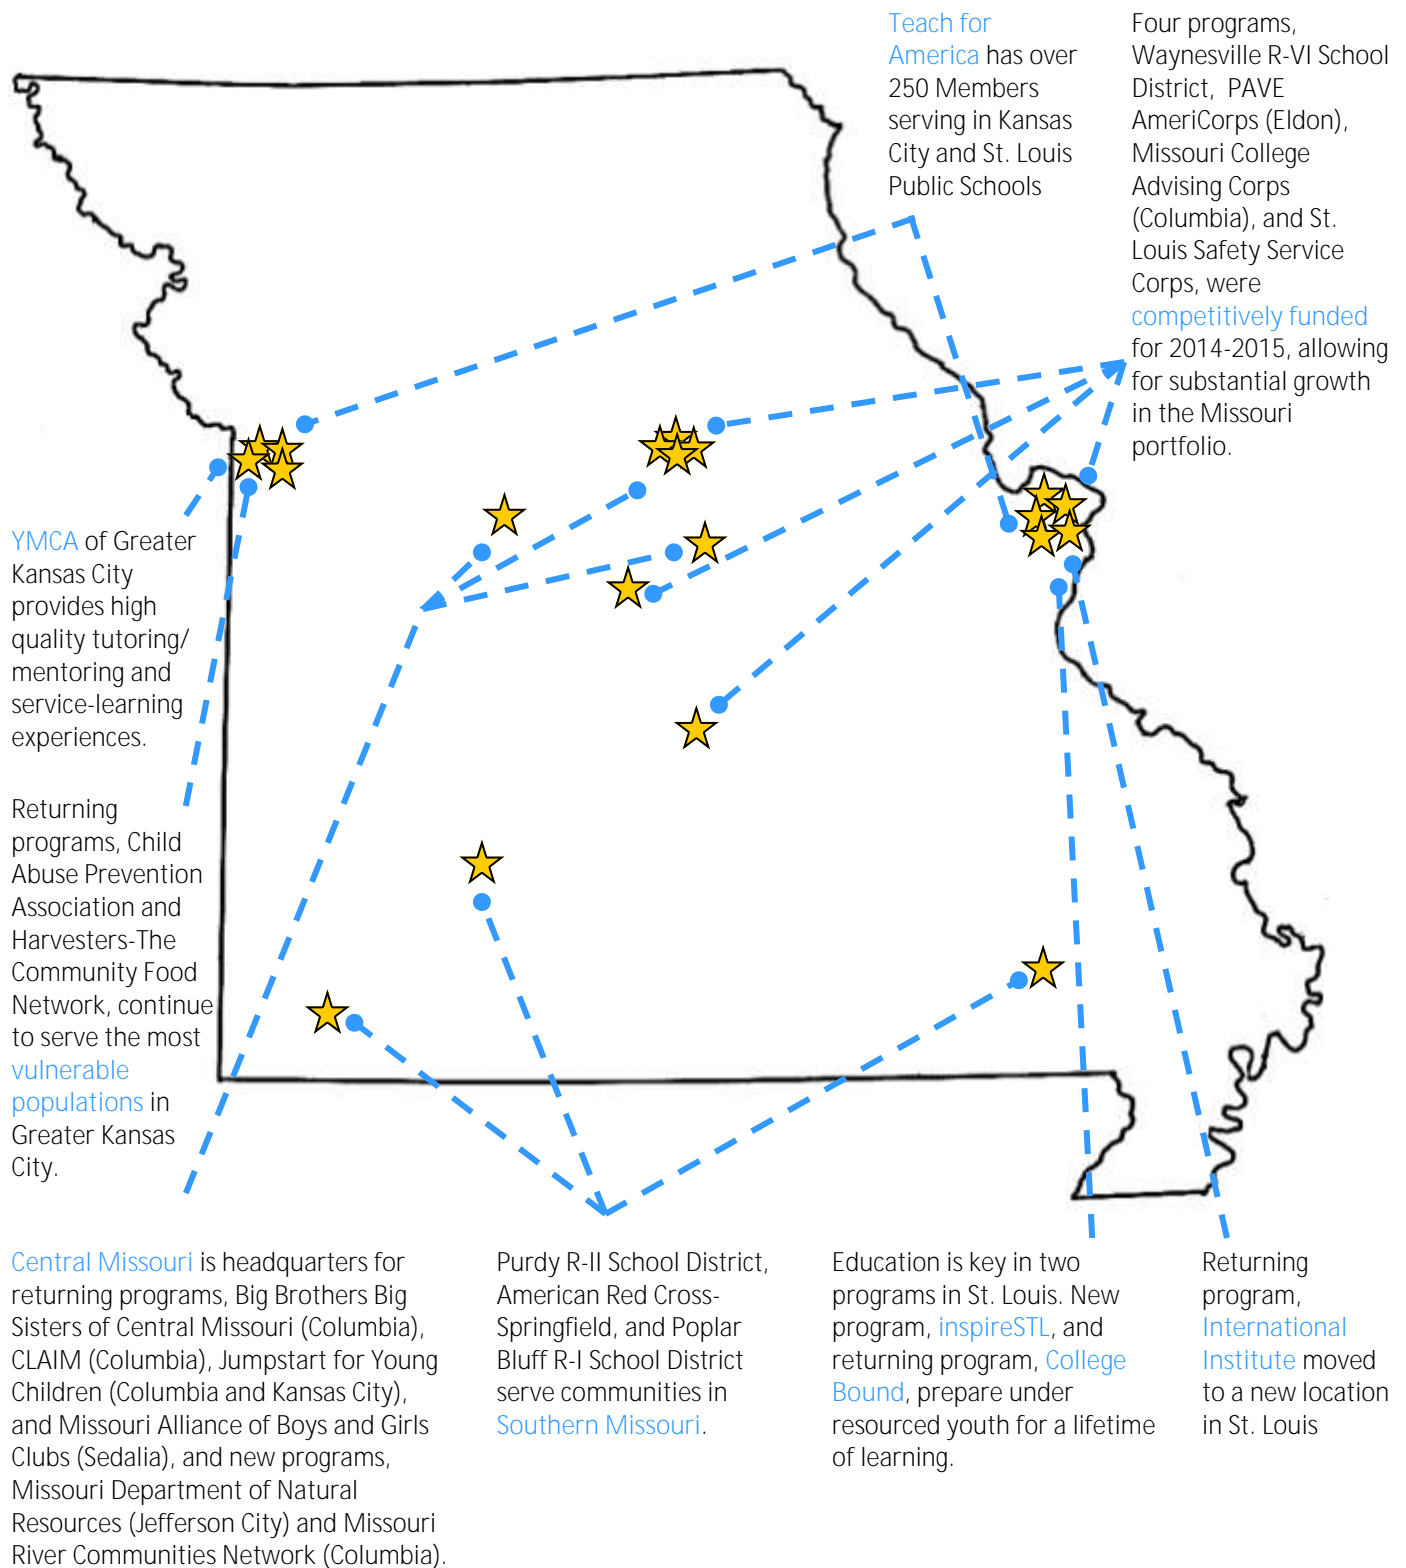 Teach for
America has over
250 Members
serving in Kansas
City and St. Louis
Public Schools
Four programs,
Waynesville R-VI School
District, PAVE
AmeriCorps (Eldon),
Missouri College
Advising Corps
(Columbia), and St.
Louis Safety Service
Corps, were
competitively funded
for 2014-2015, allowing
for substantial growth
in the Missouri
portfolio.
YMCA of Greater
Kansas City
provides high
quality tutoring/
mentoring and
service-learning
experiences.
Returning
programs, Child
Abuse Prevention
Association and
Harvesters-The
Community Food
Network, continue
to serve the most
vulnerable
populations in
Greater Kansas
City.
Central Missouri is headquarters for
returning programs, Big Brothers Big
Sisters of Central Missouri (Columbia),
CLAIM (Columbia), Jumpstart for Young
Children (Columbia and Kansas City),
and Missouri Alliance of Boys and Girls
Clubs (Sedalia), and new programs,
Missouri Department of Natural
Resources (Jefferson City) and Missouri
River Communities Network (Columbia).
Purdy R-II School District,
American Red Cross-
Springfield, and Poplar
Bluff R-I School District
serve communities in
Southern Missouri.
Education is key in two
programs in St. Louis. New
program, inspireSTL, and
returning program, College
Bound, prepare under
resourced youth for a lifetime
of learning.
Returning
program,
International
Institute moved
to a new location
in St. Louis